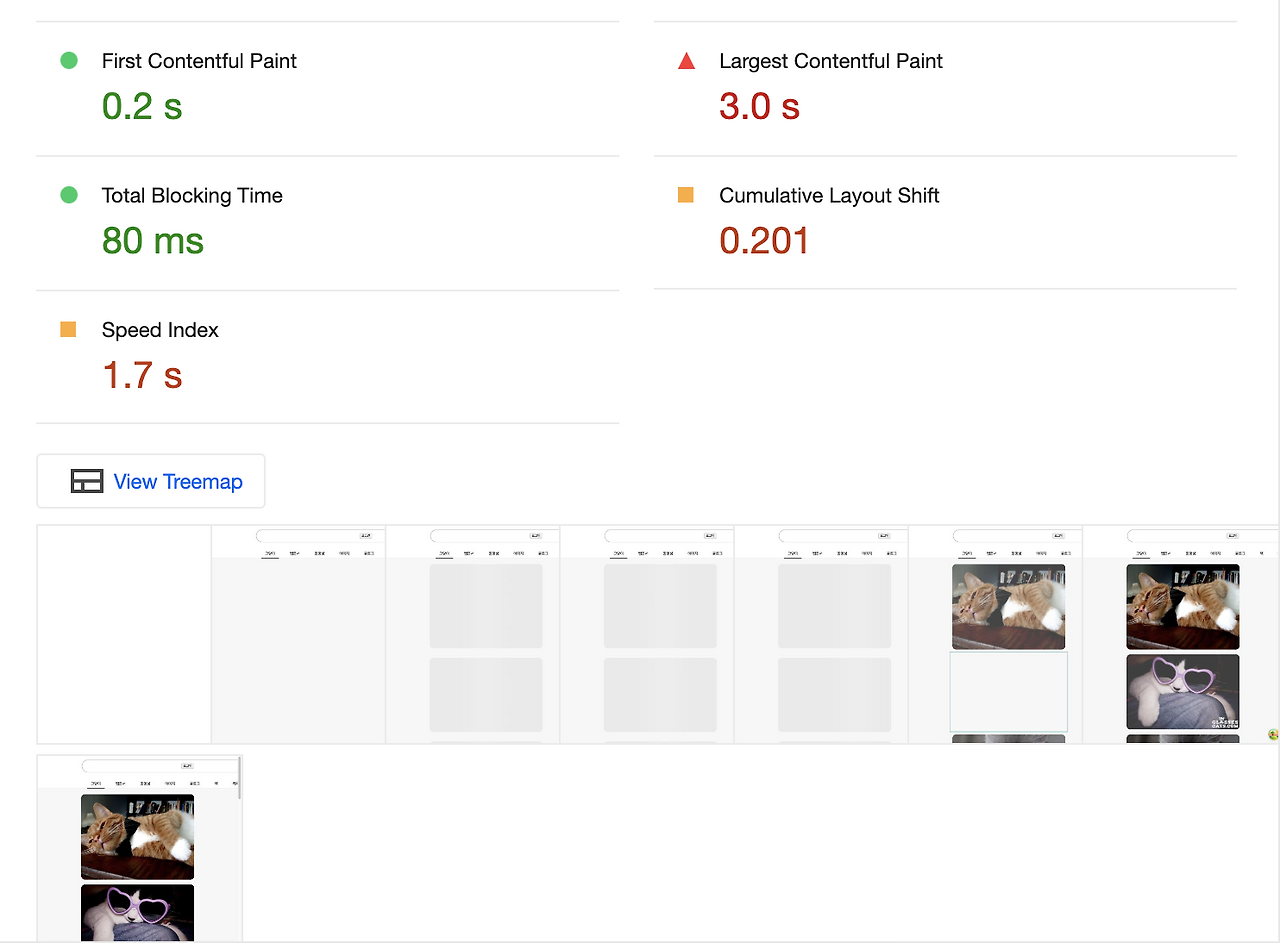 First Contentful Paint
0.2 s
Largest Contentful Paint
3.0 s
Total Blocking Time
80 ms
Cumulative Layout Shift
0.201
Speed Index
1.7 s
View Treemap